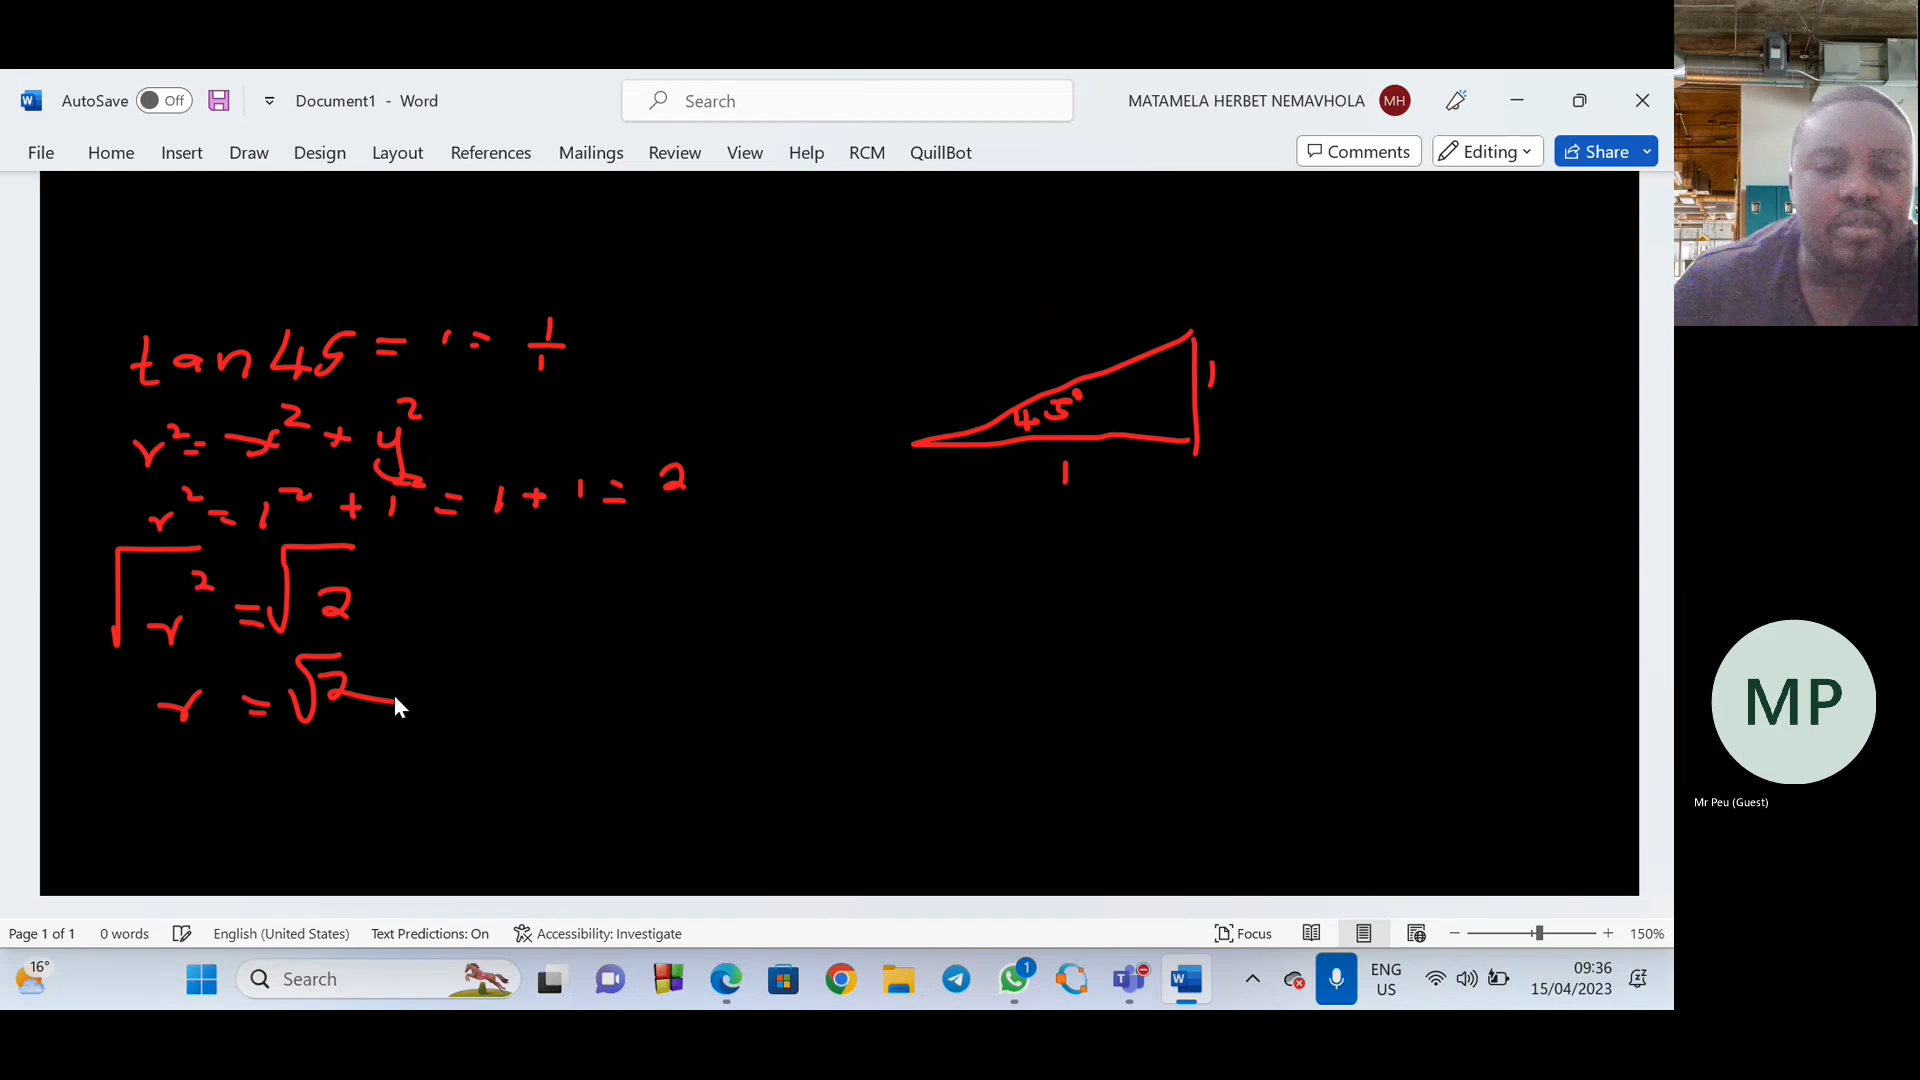 AutoSave Off Document1 - Word Search MATAMELA HERBET NEMAVHOLA MH
File Home Insert Draw Design Layout References Mailings Review View Help RCM QuillBot Comments Editing Share
tan 45 = 1 = 1/1
r² = x² + y²
r² = 1² + 1² = 1 + 1 = 2
√r² = √2
r = √2
45°
1
1
MP
Mr Peu (Guest)
Page 1 of 1 0 words English (United States) Text Predictions: On Accessibility: Investigate Focus 150%
16° Search 1 ENG US 09:36 15/04/2023